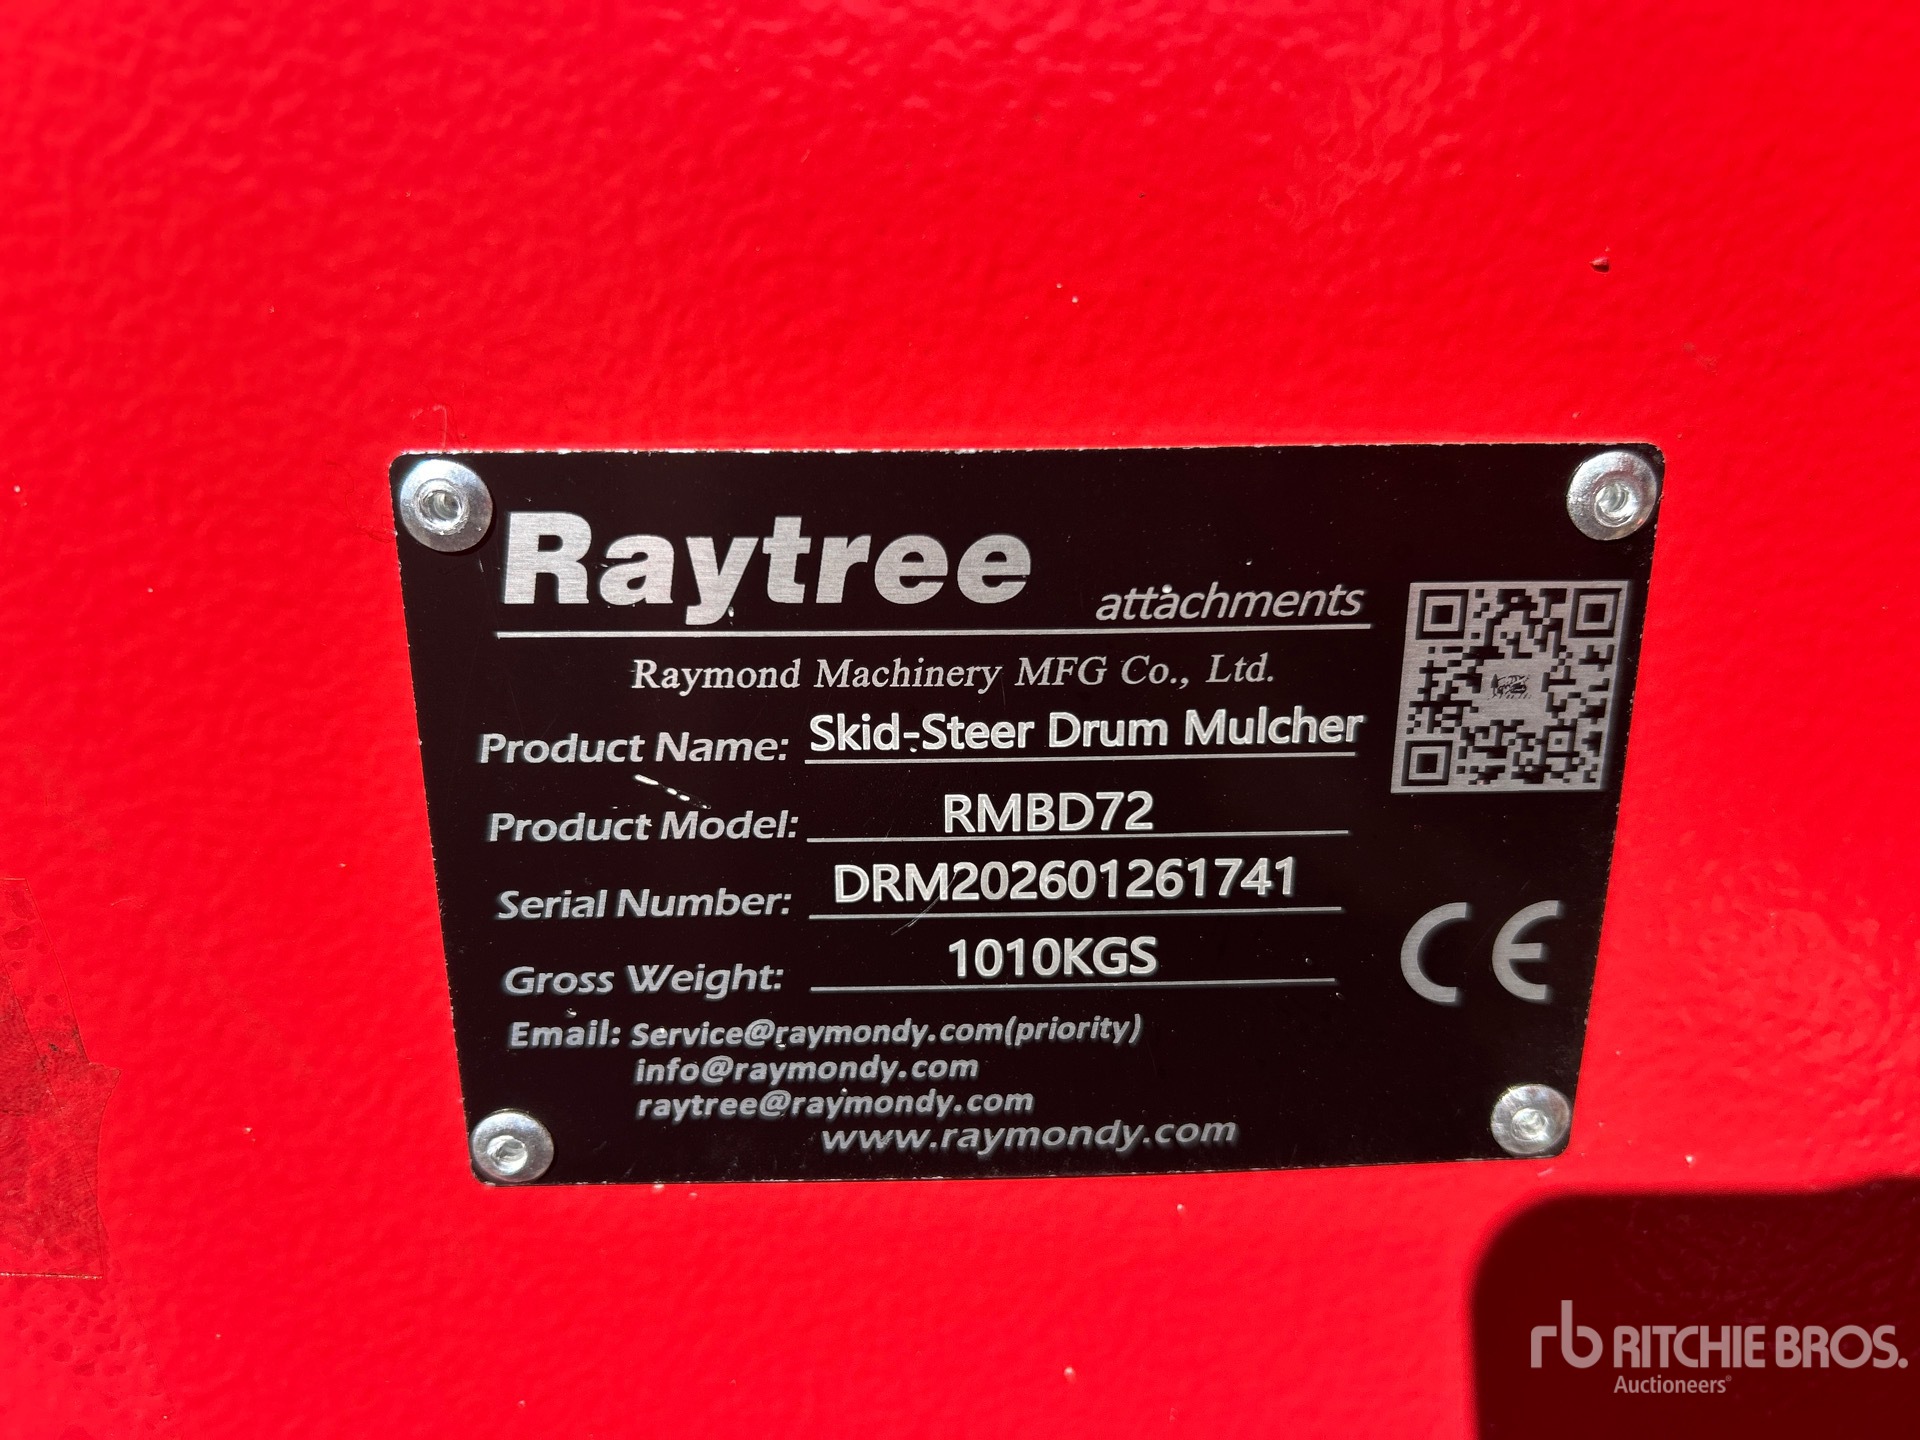 Raytree attachments
Raymond Machinery MFG Co., Ltd.
Product Name: Skid-Steer Drum Mulcher
Product Model: RMBD72
Serial Number: DRM202601261741
Gross Weight: 1010KGS
CE
Email: Service@raymondy.com(priority)
info@raymondy.com
raytree@raymondy.com
www.raymondy.com
rb RITCHIE BROS.
Auctioneers®